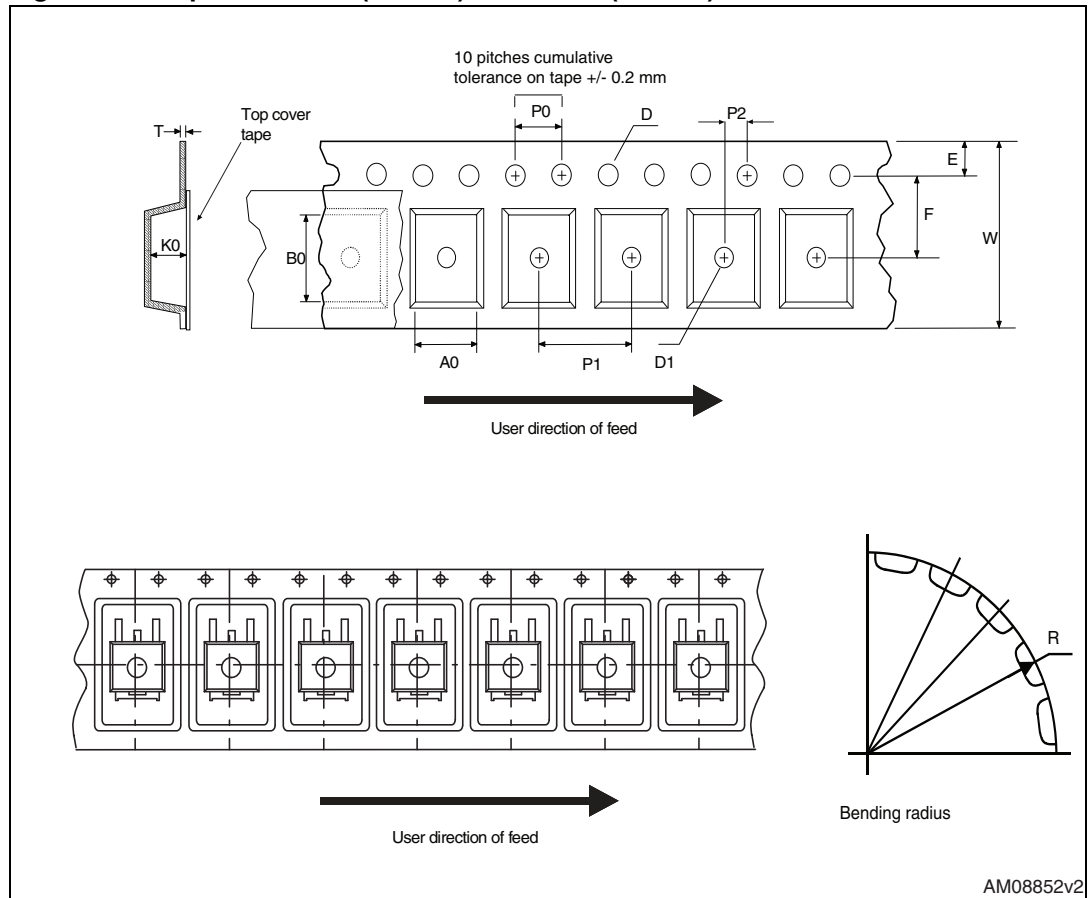 10 pitches cumulative
tolerance on tape +/- 0.2 mm
P0
D
P2
T
Top cover
tape
E
F
W
K0
B0
A0
P1
D1
User direction of feed
R
Bending radius
User direction of feed
AM08852v2